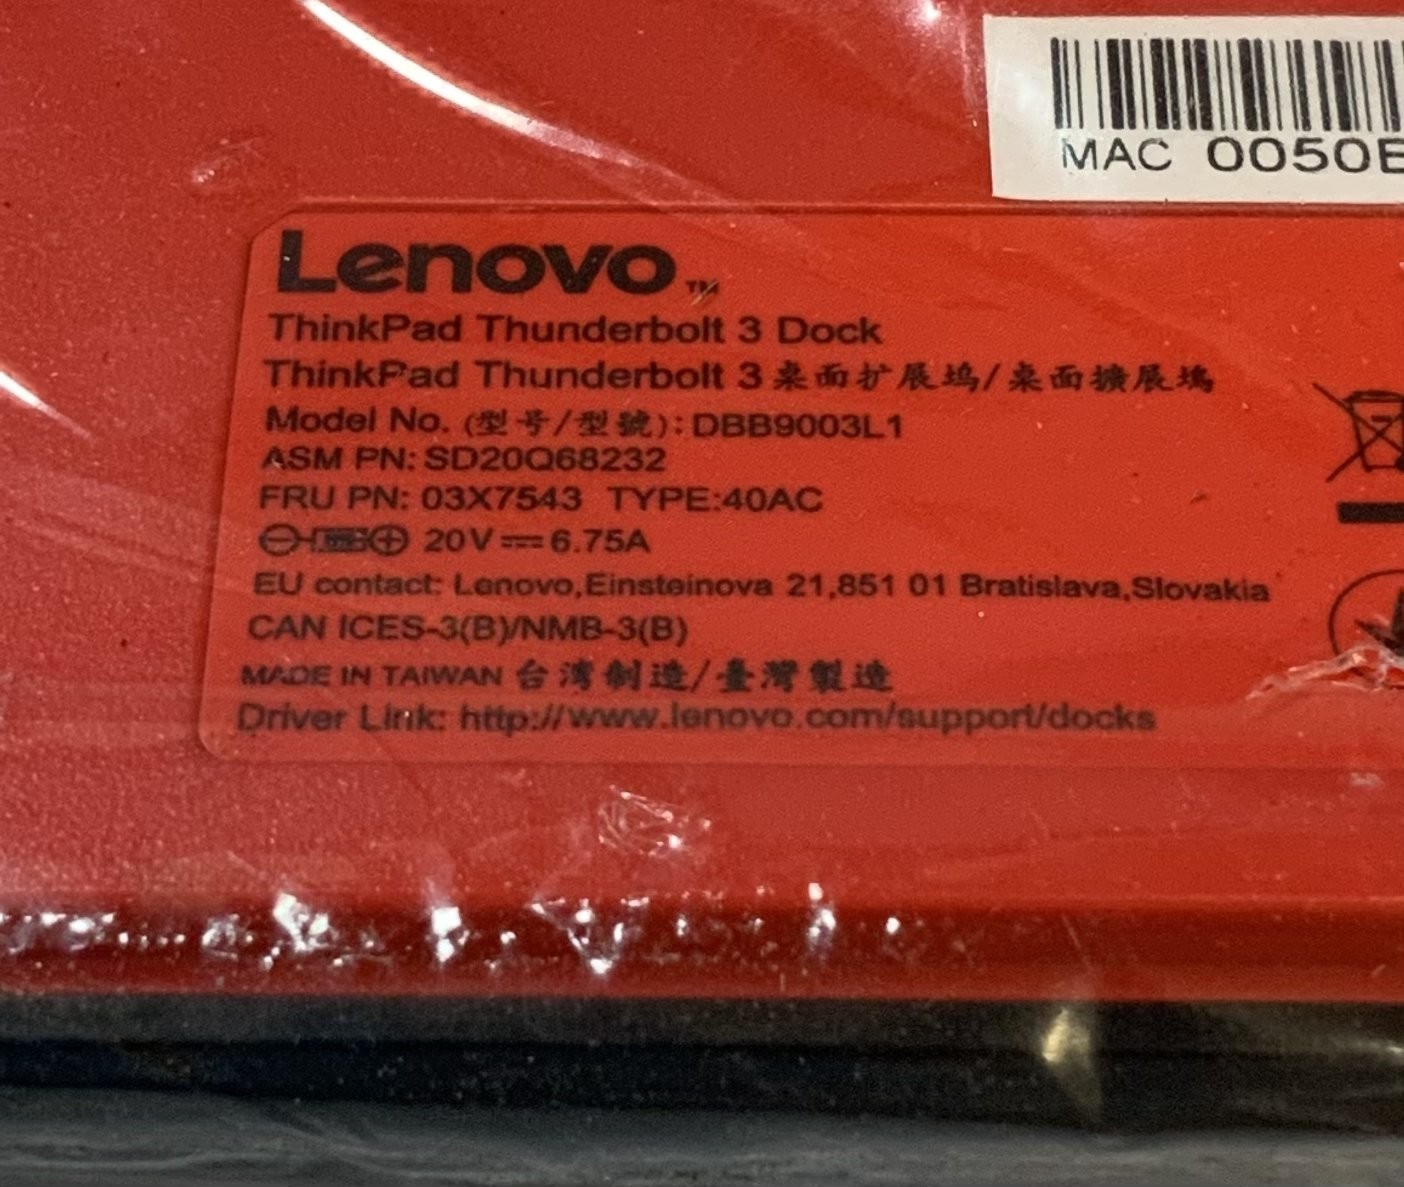 MAC 0050B
Lenovo™
ThinkPad Thunderbolt 3 Dock
ThinkPad Thunderbolt 3 桌面扩展坞/桌面擴展塢
Model No. (型号/型號):DBB9003L1
ASM PN: SD20Q68232
FRU PN: 03X7543 TYPE:40AC
20V⎓6.75A
EU contact: Lenovo,Einsteinova 21,851 01 Bratislava,Slovakia
CAN ICES-3(B)/NMB-3(B)
MADE IN TAIWAN 台湾制造/臺灣製造
Driver Link: http://www.lenovo.com/support/docks